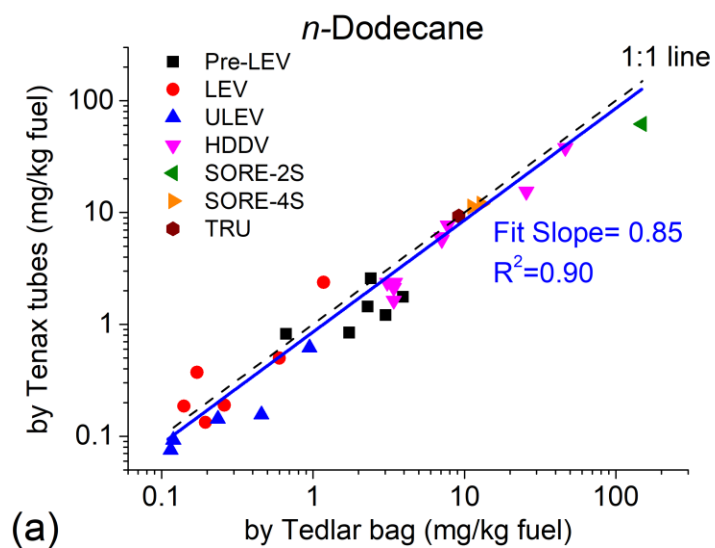 n-Dodecane
1:1 line
Pre-LEV
LEV
ULEV
HDDV
SORE-2S
SORE-4S
TRU
Fit Slope= 0.85
R²=0.90
by Tenax tubes (mg/kg fuel)
100
10
1
0.1
0.1 1 10 100
by Tedlar bag (mg/kg fuel)
(a)